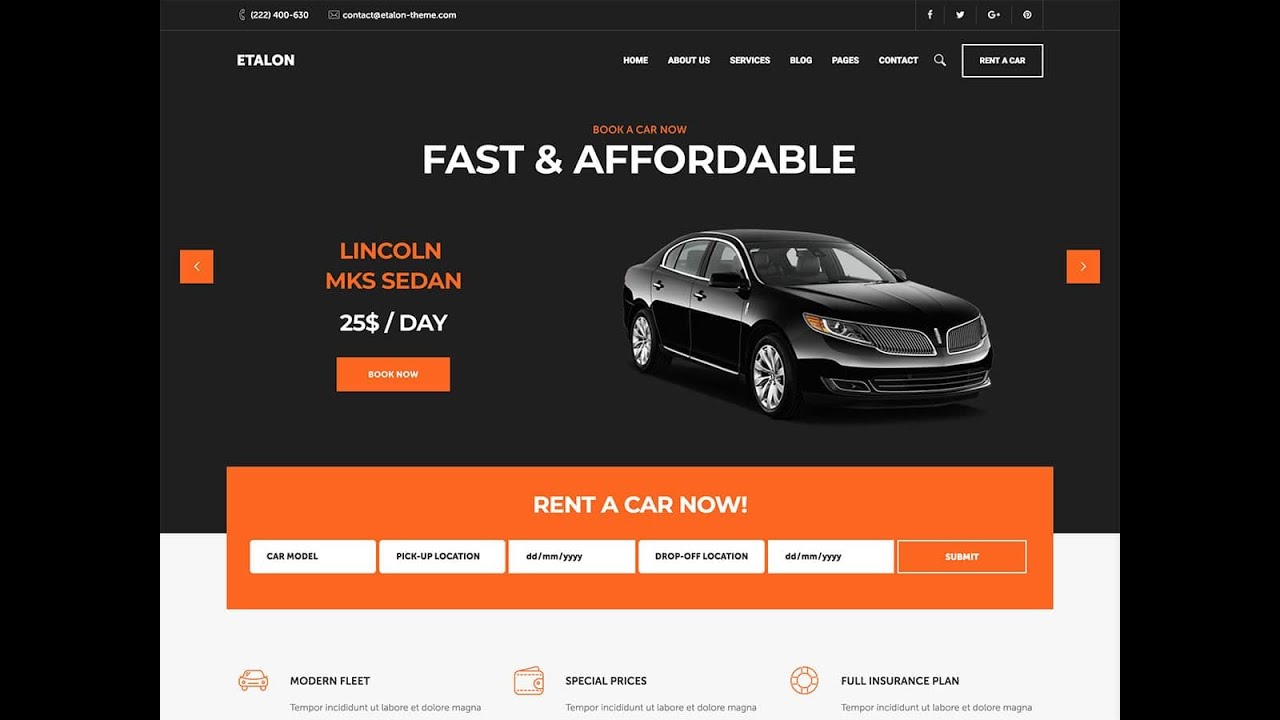 (222) 400-630 contact@etalon-theme.com
ETALON HOME ABOUT US SERVICES BLOG PAGES CONTACT RENT A CAR
BOOK A CAR NOW
FAST & AFFORDABLE
LINCOLN
MKS SEDAN
25$ / DAY
BOOK NOW
RENT A CAR NOW!
CAR MODEL PICK-UP LOCATION dd/mm/yyyy DROP-OFF LOCATION dd/mm/yyyy SUBMIT
MODERN FLEET SPECIAL PRICES FULL INSURANCE PLAN
Tempor incididunt ut labore et dolore magna Tempor incididunt ut labore et dolore magna Tempor incididunt ut labore et dolore magna